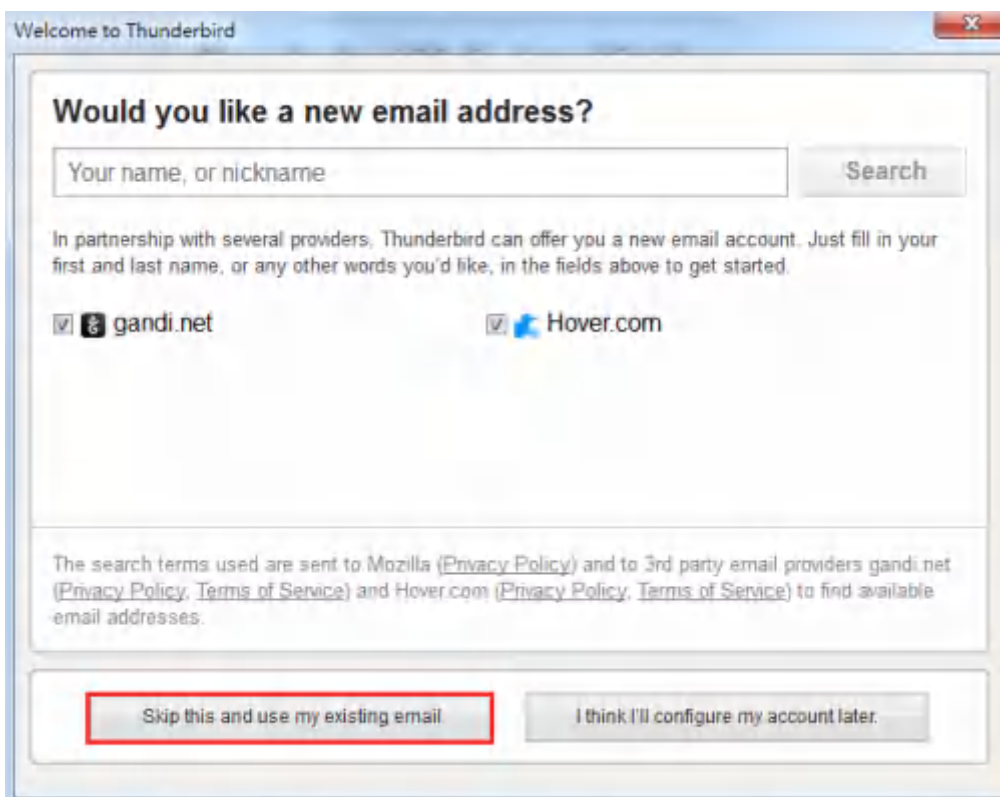 Welcome to Thunderbird
Would you like a new email address?
Your name, or nickname
Search
In partnership with several providers, Thunderbird can offer you a new email account. Just fill in your
first and last name, or any other words you'd like, in the fields above to get started.
gandi.net
Hover.com
The search terms used are sent to Mozilla (Privacy Policy) and to 3rd party email providers gandi.net
(Privacy Policy, Terms of Service) and Hover.com (Privacy Policy, Terms of Service) to find available
email addresses.
Skip this and use my existing email
I think I'll configure my account later.